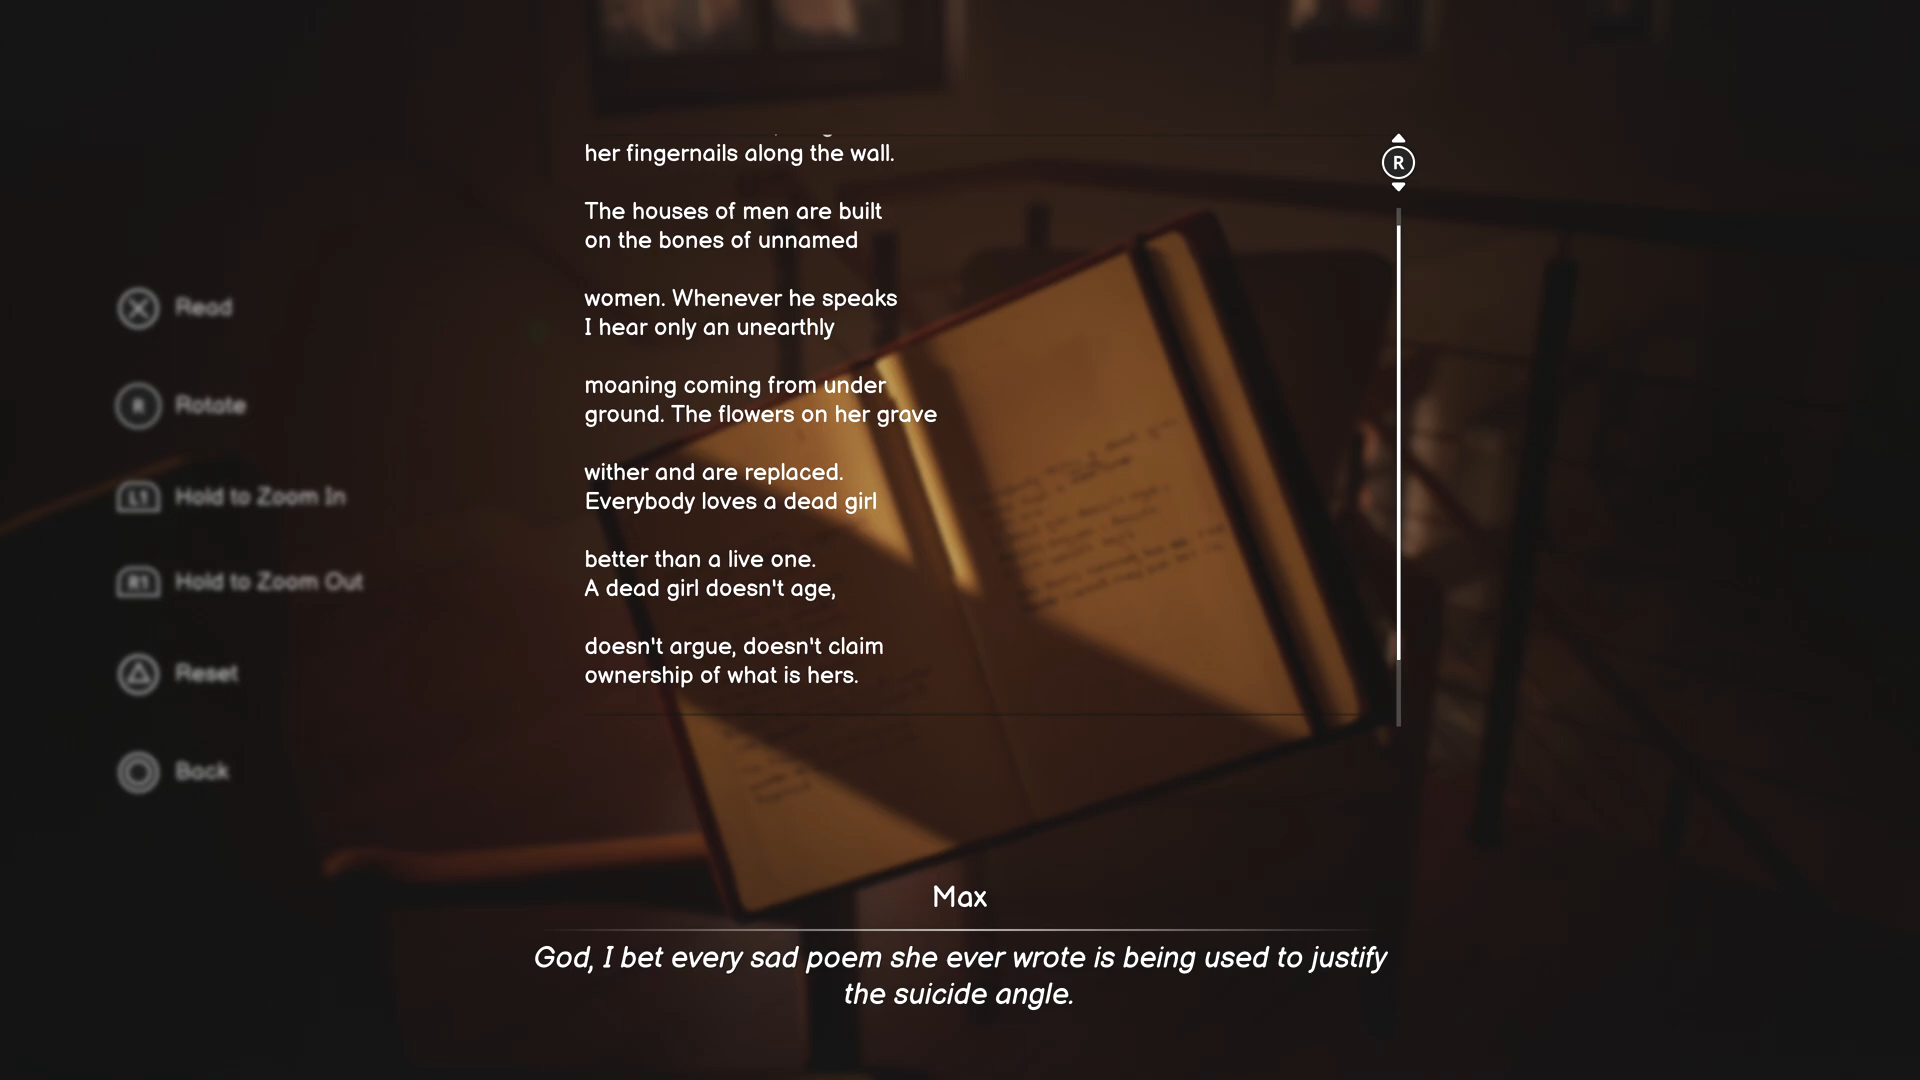 her fingernails along the wall.
The houses of men are built
on the bones of unnamed
women. Whenever he speaks
I hear only an unearthly
moaning coming from under
ground. The flowers on her grave
wither and are replaced.
Everybody loves a dead girl
better than a live one.
A dead girl doesn't age,
doesn't argue, doesn't claim
ownership of what is hers.
R
Read
R Rotate
L1 Hold to Zoom In
R1 Hold to Zoom Out
Reset
Back
Max
God, I bet every sad poem she ever wrote is being used to justify
the suicide angle.